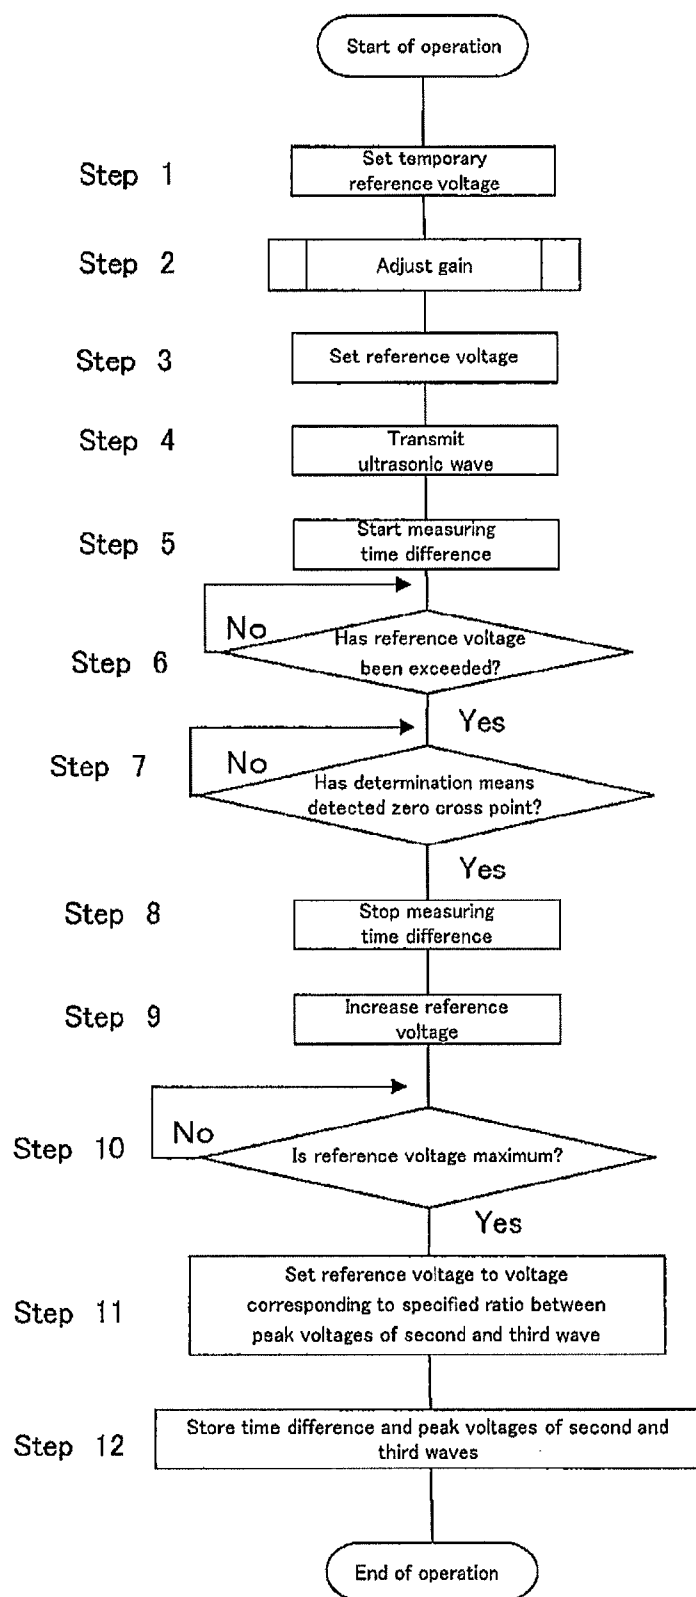 Start of operation
Step 1
Set temporary
reference voltage
Step 2
Adjust gain
Step 3
Set reference voltage
Step 4
Transmit
ultrasonic wave
Step 5
Start measuring
time difference
No
Step 6
Has reference voltage
been exceeded?
Yes
Step 7
No
Has determination means
detected zero cross point?
Yes
Step 8
Stop measuring
time difference
Step 9
Increase reference
voltage
No
Step 10
Is reference voltage maximum?
Yes
Step 11
Set reference voltage to voltage
corresponding to specified ratio between
peak voltages of second and third wave
Step 12
Store time difference and peak voltages of second and
third waves
End of operation